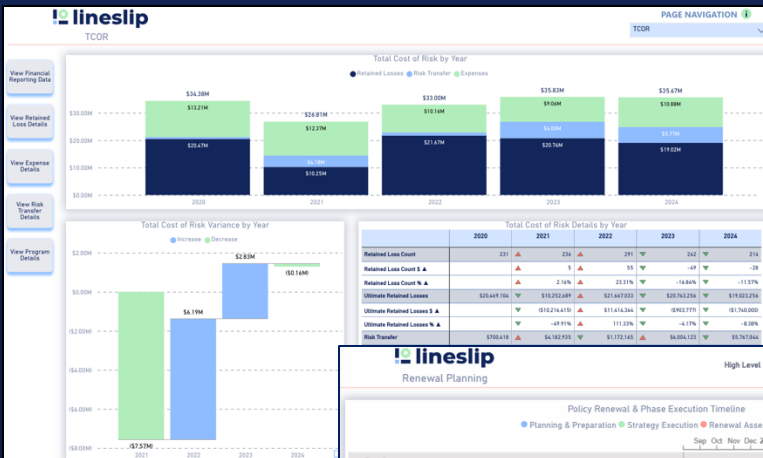 lineslip
TCOR
PAGE NAVIGATION i
TCOR
View Financial
Reporting Data
View Retained
Loss Details
View Expense
Details
View Risk
Transfer
Details
View Program
Details
Total Cost of Risk by Year
Retained Losses Risk Transfer Expenses
$34.38M $26.81M $33.00M $35.83M $35.67M
$13.21M $12.37M $10.16M $9.06M $10.88M
$4.18M $6.00M $5.77M
$20.47M $10.25M $21.67M $20.76M $19.02M
$30.00M
$20.00M
$10.00M
$0.00M
2020 2021 2022 2023 2024
Total Cost of Risk Variance by Year
Increase Decrease
$2.00M
$0.00M
($2.00M)
($4.00M)
($6.00M)
($8.00M)
$2.83M
($0.16M)
$6.19M
($7.57M)
2021 2022 2023 2024
Total Cost of Risk Details by Year
2020 2021 2022 2023 2024
Retained Loss Count 231 236 291 242 214
Retained Loss Count $ ▲ 5 55 -49 -28
Retained Loss Count % ▲ 2.16% 23.31% -16.84% -11.57%
Ultimate Retained Losses $20,469,104 $10,252,689 $21,667,033 $20,763,256 $19,023,256
Ultimate Retained Losses $ ▲ ($10,216,415) $11,414,344 ($903,777) ($1,740,000)
Ultimate Retained Losses % ▲ -49.91% 111.33% -4.17% -8.38%
Risk Transfer $700,418 $4,182,935 $1,172,165 $6,004,123 $5,767,044
lineslip
Renewal Planning
High Level
Policy Renewal & Phase Execution Timeline
Planning & Preparation Strategy Execution Renewal Asse
Sep Oct Nov Dec 2